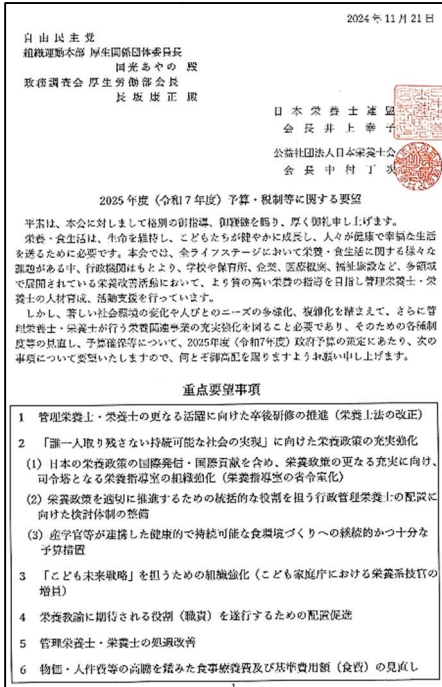 2024年11月21日
自由民主党
組織運動本部 厚生関係団体委員長
国光あやの 殿
政務調査会厚生労働部会長
長坂康正 殿
日本栄養士連盟
会長 井上幸子
公益社団法人日本栄養士会
会長 中村丁次
2025年度（令和7年度）予算・税制等に関する要望
平素は、本会に対しまして格別の御指導、御鞭撻を賜り、厚く御礼申し上げます。
栄養・食生活は、生命を維持し、こどもたちが健やかに成長し、人々が健康で幸福な生活
を送るために必要です。本会では、全ライフステージにおいて栄養・食生活に関する様々な
課題がある中、行政機関はもとより、学校や保育所、企業、医療機関、福祉施設など、多領域
で展開されている栄養改善活動において、より質の高い栄養の指導を目指し管理栄養士・栄
養士の人材育成、活動支援を行っています。
しかし、著しい社会環境の変化や人びとのニーズの多様化、複雑化を踏まえて、さらに管
理栄養士・栄養士が行う栄養関連事業の充実強化を図ること必要であり、そのための各種制
度等の見直し、予算確保等について、2025年度（令和7年度）政府予算の策定にあたり、次の
事項について要望いたしますので、何とぞ御高配を賜りますようお願い申し上げます。
重点要望事項
1 管理栄養士・栄養士の更なる活躍に向けた卒後研修の推進（栄養士法の改正）
2 「誰一人取り残さない持続可能な社会の実現」に向けた栄養政策の充実強化
(1) 日本の栄養政策の国際発信・国際貢献を含め、栄養政策の更なる充実に向け、
司令塔となる栄養指導室の組織強化（栄養指導室の省令室化）
(2) 栄養政策を適切に推進するための統括的な役割を担う行政管理栄養士の配置に
向けた検討体制の整備
(3) 産学官等が連携した健康的で持続可能な食環境づくりへの継続的かつ十分な
予算措置
3 「こども未来戦略」を担うための組織強化（こども家庭庁における栄養系技官の
増員）
4 栄養教諭に期待される役割（職責）を遂行するための配置促進
5 管理栄養士・栄養士の処遇改善
6 物価・人件費等の高騰を鑑みた食事療養費及び基準費用額（食費）の見直し
1